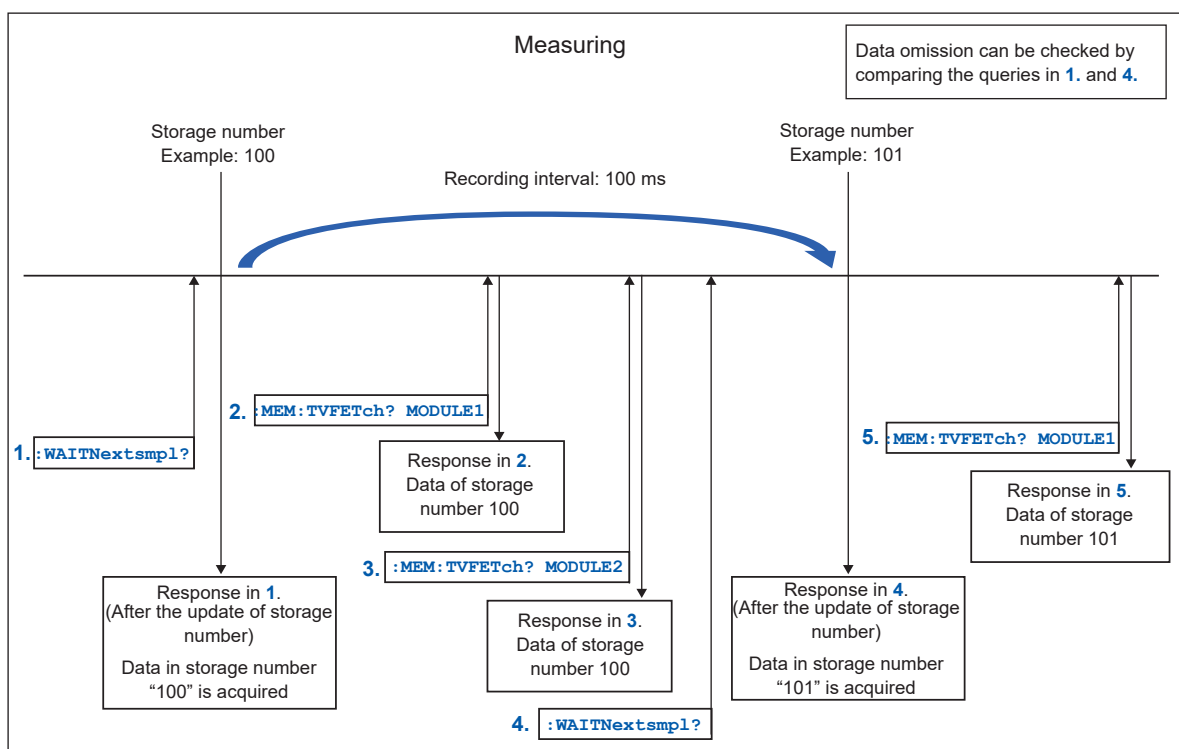 Measuring
Data omission can be checked by
comparing the queries in 1. and 4.
Storage number
Example: 100
Storage number
Example: 101
Recording interval: 100 ms
1. :WAITNextsmpl?
2. :MEM:TVFETch? MODULE1
Response in 2.
Data of storage
number 100
3. :MEM:TVFETch? MODULE2
Response in 3.
Data of storage
number 100
4. :WAITNextsmpl?
5. :MEM:TVFETch? MODULE1
Response in 5.
Data of storage
number 101
Response in 1.
(After the update of storage
number)
Data in storage number
“100” is acquired
Response in 4.
(After the update of storage
number)
Data in storage number
“101” is acquired